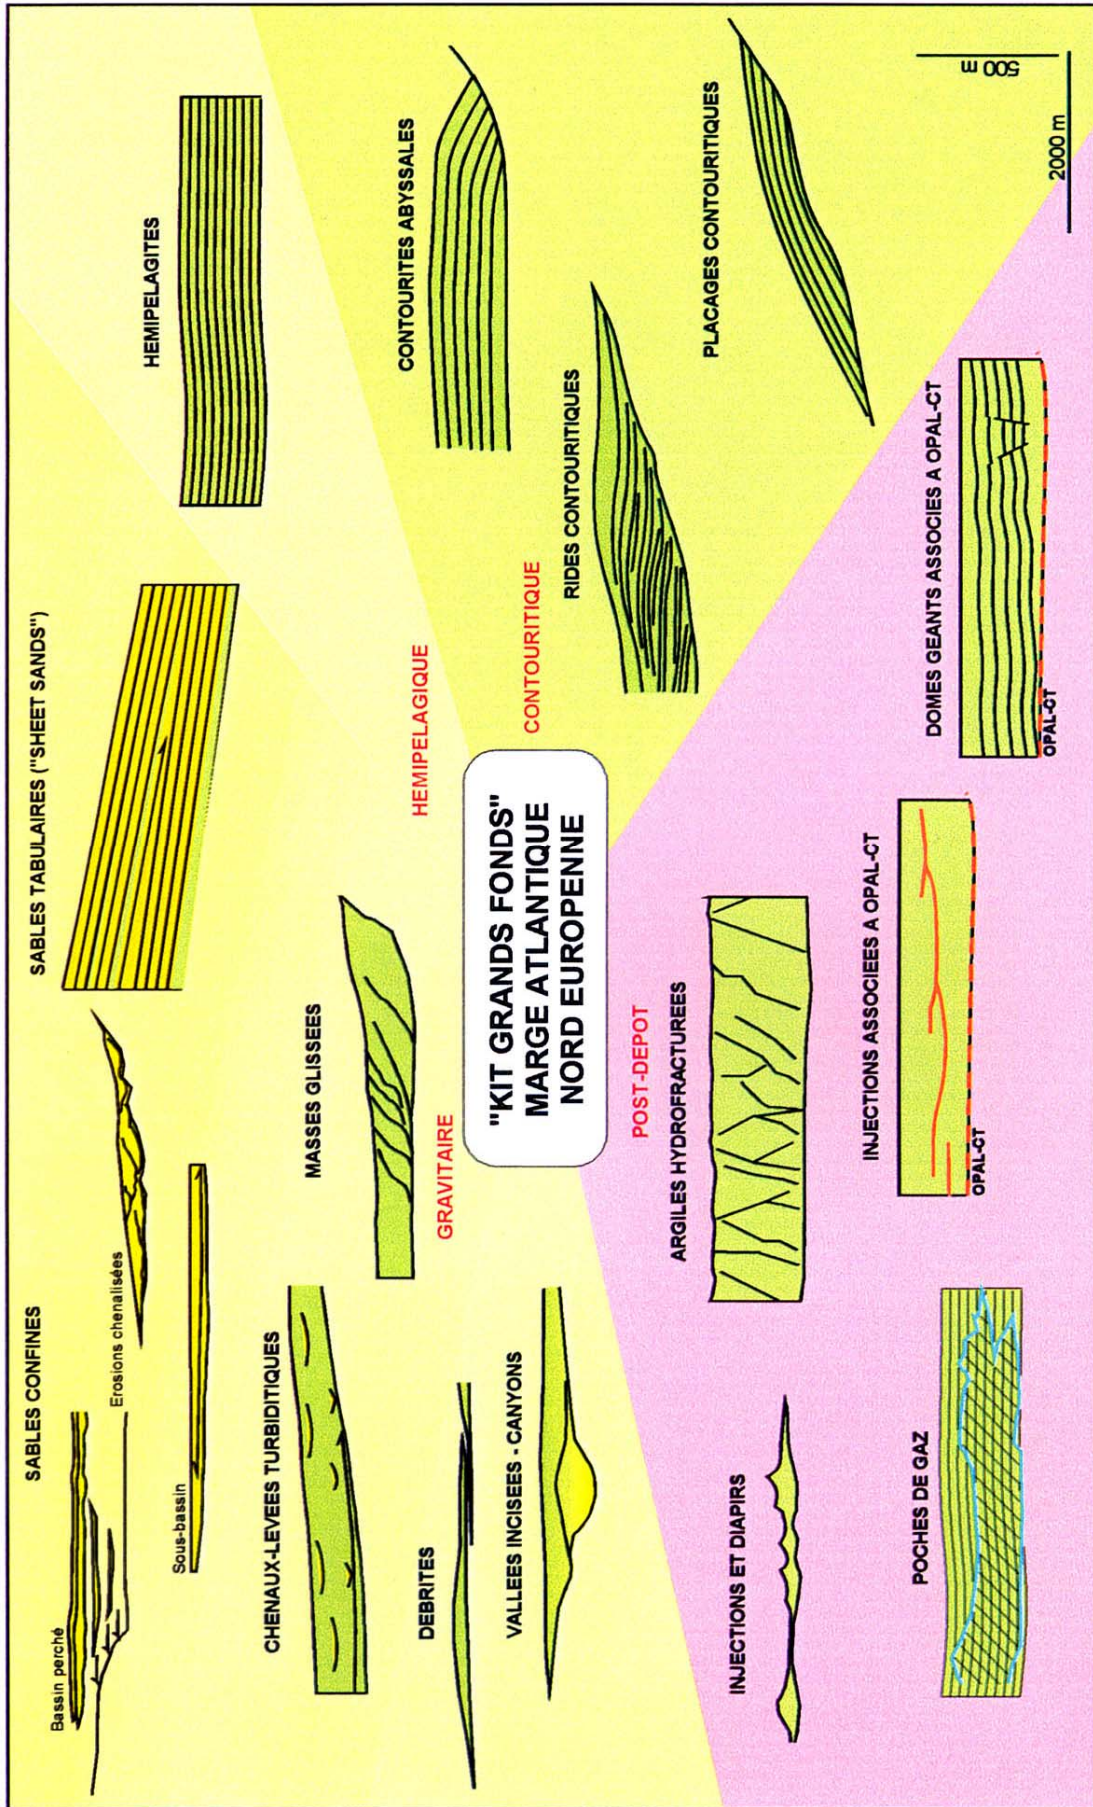 SABLES CONFINES
Bassin perché
Erosions chenalisées
Sous-bassin
SABLES TABULAIRES ("SHEET SANDS")
HEMIPELAGITES
CHENAUX-LEVEES TURBIDITIQUES
MASSES GLISSEES
DEBRITES
VALLEES INCISEES - CANYONS
GRAVITAIRE
HEMIPELAGIQUE
CONTOURITES ABYSSALES
CONTOURITIQUE
"KIT GRANDS FONDS"
MARGE ATLANTIQUE
NORD EUROPENNE
RIDES CONTOURITIQUES
PLACAGES CONTOURITIQUES
POST-DEPOT
INJECTIONS ET DIAPIRS
ARGILES HYDROFRACTUREES
POCHES DE GAZ
INJECTIONS ASSOCIEES A OPAL-CT
OPAL-CT
DOMES GEANTS ASSOCIES A OPAL-CT
OPAL-CT
500 m
2000 m